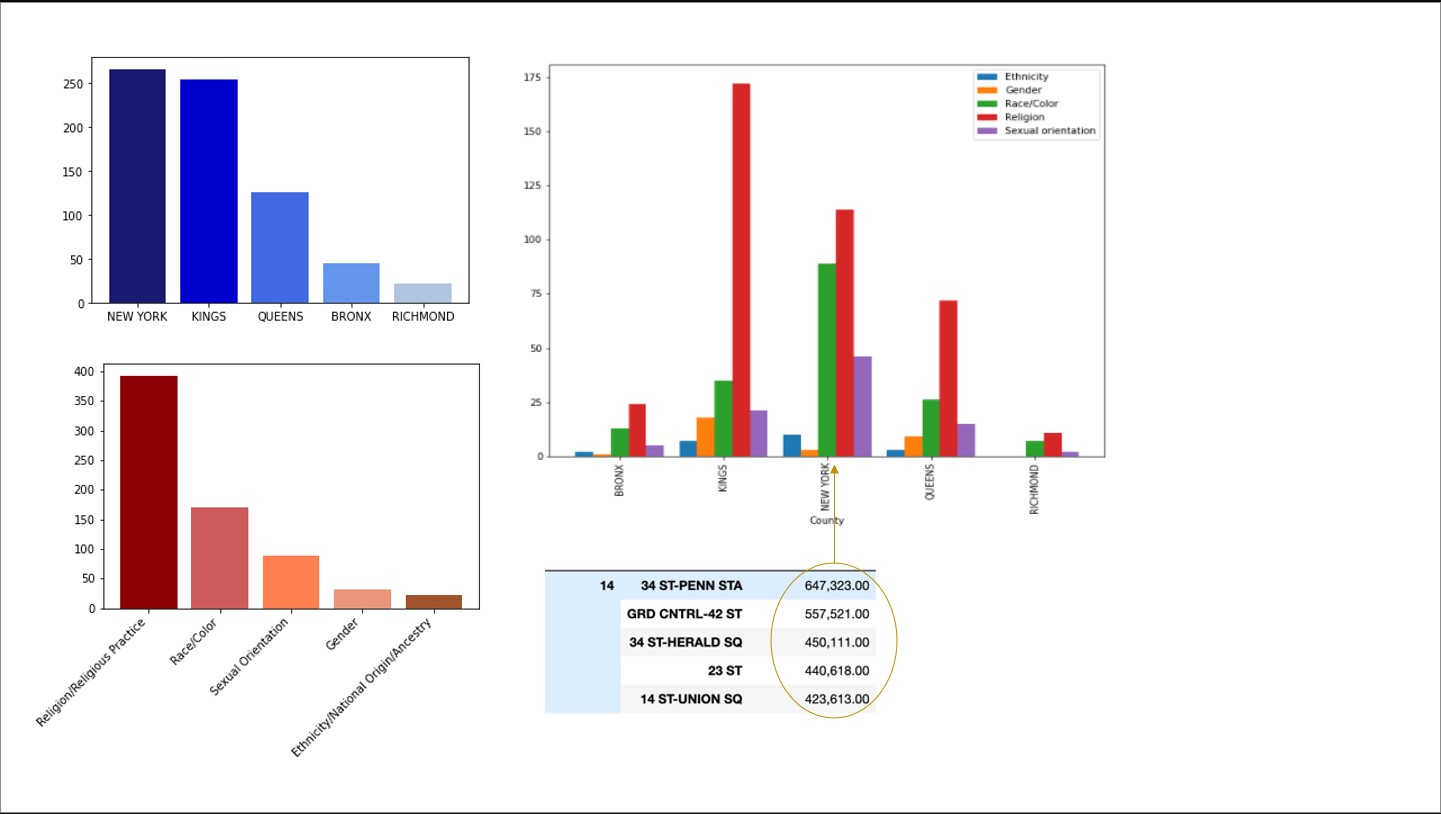 250
200
150
100
50
0
NEW YORK KINGS QUEENS BRONX RICHMOND
400
350
300
250
200
150
100
50
0
Religion/Religious Practice
Race/Color
Sexual Orientation
Gender
Ethnicity/National Origin/Ancestry
175
150
125
100
75
50
25
0
Ethnicity
Gender
Race/Color
Religion
Sexual orientation
BRONX
KINGS
NEW YORK
QUEENS
RICHMOND
County
14 34 ST-PENN STA 647,323.00
GRD CNTRL-42 ST 557,521.00
34 ST-HERALD SQ 450,111.00
23 ST 440,618.00
14 ST-UNION SQ 423,613.00